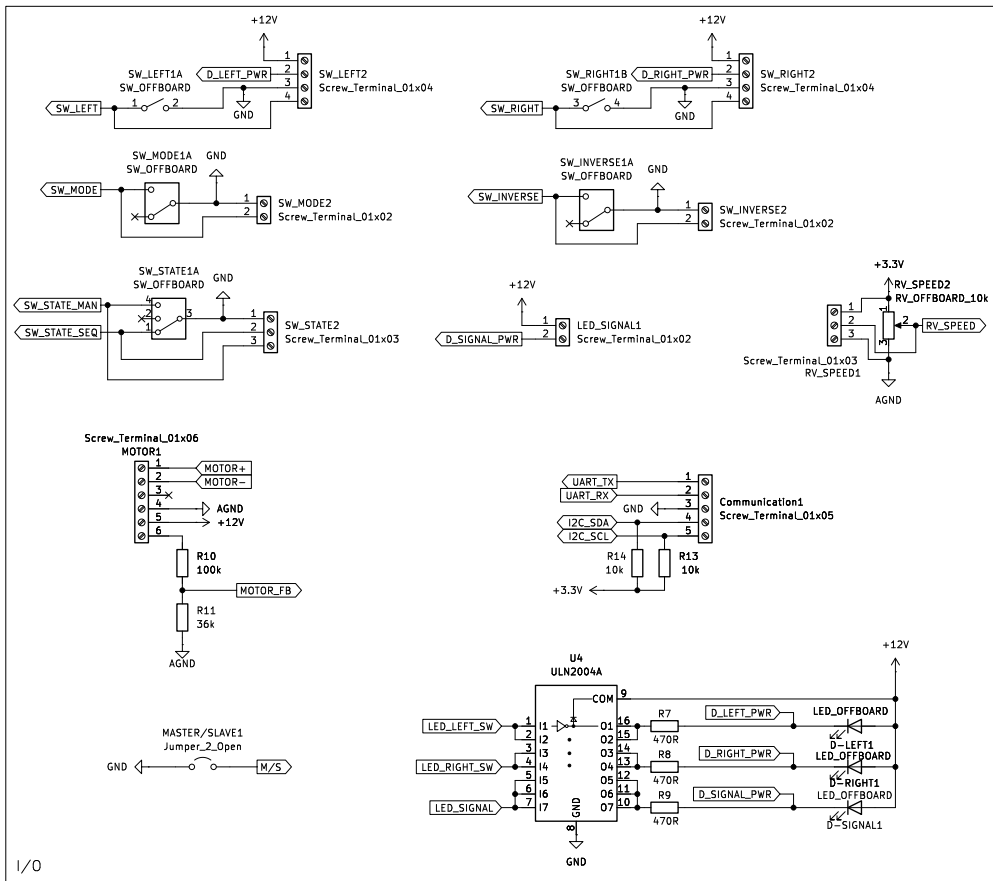 +12V
SW_LEFT1A
SW_OFFBOARD
D_LEFT_PWR
1
2
3
4
SW_LEFT2
Screw_Terminal_01x04
SW_LEFT
1
2
GND
+12V
SW_RIGHT1B
SW_OFFBOARD
D_RIGHT_PWR
1
2
3
4
SW_RIGHT2
Screw_Terminal_01x04
SW_RIGHT
3
4
GND
SW_MODE1A
SW_OFFBOARD
GND
SW_MODE
1
2
SW_MODE2
Screw_Terminal_01x02
SW_INVERSE1A
SW_OFFBOARD
GND
SW_INVERSE
1
2
SW_INVERSE2
Screw_Terminal_01x02
SW_STATE1A
SW_OFFBOARD
GND
SW_STATE_MAN
SW_STATE_SEQ
4
2
1
3
1
2
3
SW_STATE2
Screw_Terminal_01x03
+12V
D_SIGNAL_PWR
1
2
LED_SIGNAL1
Screw_Terminal_01x02
+3.3V
RV_SPEED2
RV_OFFBOARD_10k
1
2
3
1
2
3
RV_SPEED
Screw_Terminal_01x03
RV_SPEED1
AGND
Screw_Terminal_01x06
MOTOR1
1
2
3
4
5
6
MOTOR+
MOTOR-
AGND
+12V
R10
100k
MOTOR_FB
R11
36k
AGND
UART_TX
UART_RX
GND
I2C_SDA
I2C_SCL
1
2
3
4
5
Communication1
Screw_Terminal_01x05
R14
10k
R13
10k
+3.3V
MASTER/SLAVE1
Jumper_2_Open
GND
M/S
U4
ULN2004A
+12V
COM
9
LED_LEFT_SW
LED_RIGHT_SW
LED_SIGNAL
1
2
3
4
5
6
7
I1
I2
I3
I4
I5
I6
I7
O1
O2
O3
O4
O5
O6
O7
16
15
14
13
12
11
10
GND
8
GND
R7
470R
R8
470R
R9
470R
D_LEFT_PWR
D_RIGHT_PWR
D_SIGNAL_PWR
LED_OFFBOARD
D-LEFT1
LED_OFFBOARD
D-RIGHT1
LED_OFFBOARD
D-SIGNAL1
I/O